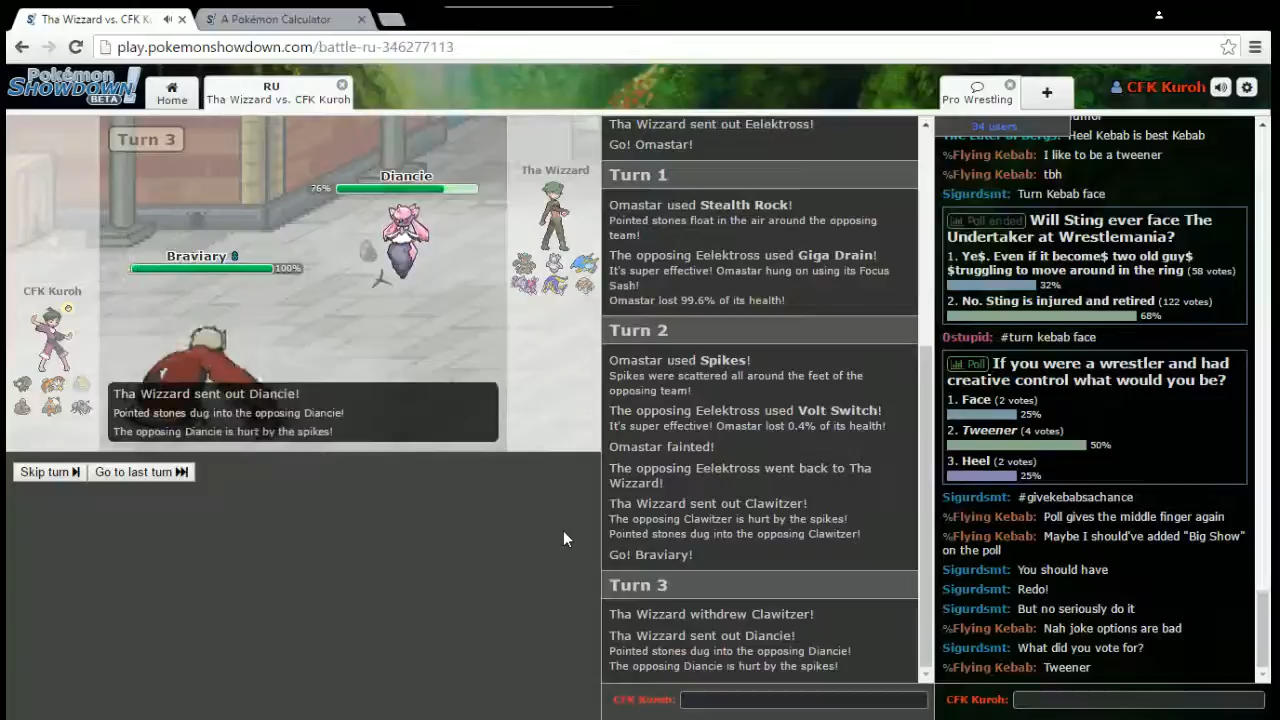 Tha Wizzard vs. CFK Ku
A Pokémon Calculator
play.pokemonshowdown.com/battle-ru-346277113
Pokémon
SHOWDOWN!
BETA
Home
RU
Tha Wizzard vs. CFK Kuroh
Pro Wrestling
+
CFK Kuroh
34 users
Turn 3
Diancie
76%
Braviary
100%
Tha Wizzard
CFK Kuroh
Tha Wizzard sent out Diancie!
Pointed stones dug into the opposing Diancie!
The opposing Diancie is hurt by the spikes!
Skip turn
Go to last turn
Tha Wizzard sent out Eelektross!
Go! Omastar!
Turn 1
Omastar used Stealth Rock!
Pointed stones float in the air around the opposing
team!
The opposing Eelektross used Giga Drain!
It's super effective! Omastar hung on using its Focus
Sash!
Omastar lost 99.6% of its health!
Turn 2
Omastar used Spikes!
Spikes were scattered all around the feet of the
opposing team!
The opposing Eelektross used Volt Switch!
It's super effective! Omastar lost 0.4% of its health!
Omastar fainted!
The opposing Eelektross went back to Tha
Wizzard!
Tha Wizzard sent out Clawitzer!
The opposing Clawitzer is hurt by the spikes!
Pointed stones dug into the opposing Clawitzer!
Go! Braviary!
Turn 3
Tha Wizzard withdrew Clawitzer!
Tha Wizzard sent out Diancie!
Pointed stones dug into the opposing Diancie!
The opposing Diancie is hurt by the spikes!
CFK Kuroh:
Heel Kebab is best Kebab
%Flying Kebab: I like to be a tweener
%Flying Kebab: tbh
Sigurdsmt: Turn Kebab face
Poll ended Will Sting ever face The
Undertaker at Wrestlemania?
1. Ye$. Even if it become$ two old guy$
$truggling to move around in the ring (58 votes)
32%
2. No. Sting is injured and retired (122 votes)
68%
0stupid: #turn kebab face
Poll If you were a wrestler and had
creative control what would you be?
1. Face (2 votes)
25%
2. Tweener (4 votes)
50%
3. Heel (2 votes)
25%
Sigurdsmt: #givekebabsachance
%Flying Kebab: Poll gives the middle finger again
%Flying Kebab: Maybe I should've added "Big Show"
on the poll
Sigurdsmt: You should have
Sigurdsmt: Redo!
Sigurdsmt: But no seriously do it
%Flying Kebab: Nah joke options are bad
Sigurdsmt: What did you vote for?
%Flying Kebab: Tweener
CFK Kuroh: